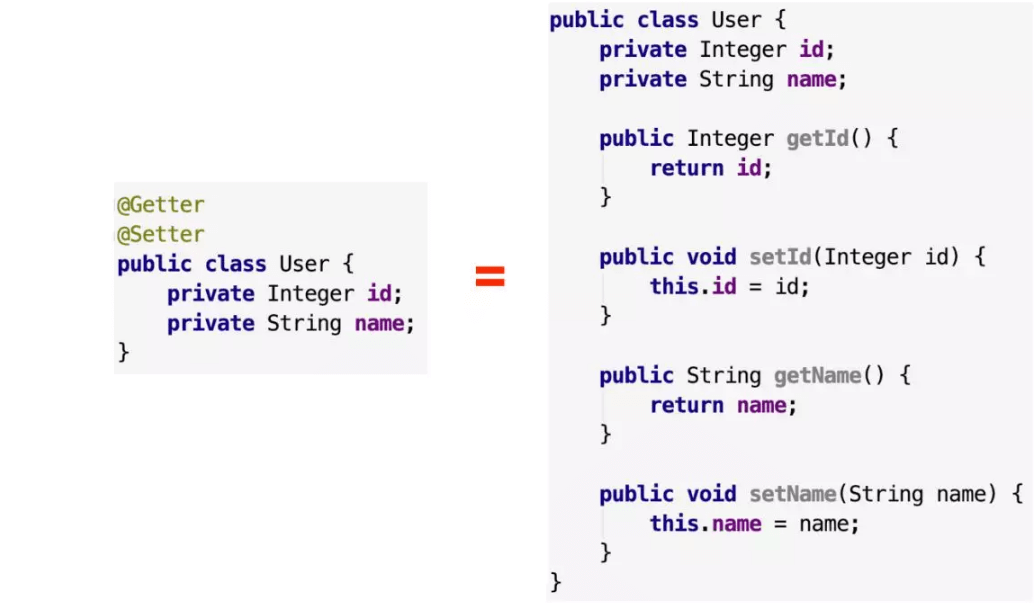 @Getter
@Setter
public class User {
    private Integer id;
    private String name;
}
=
public class User {
    private Integer id;
    private String name;

    public Integer getId() {
        return id;
    }

    public void setId(Integer id) {
        this.id = id;
    }

    public String getName() {
        return name;
    }

    public void setName(String name) {
        this.name = name;
    }
}